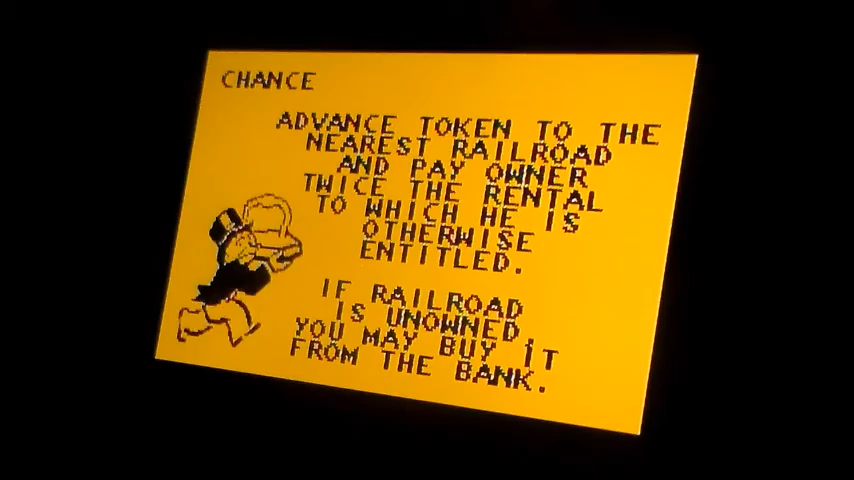 CHANCE
ADVANCE TOKEN TO THE
NEAREST RAILROAD
AND PAY OWNER
TWICE THE RENTAL
TO WHICH HE IS
OTHERWISE
ENTITLED.
IF RAILROAD
IS UNOWNED,
YOU MAY BUY IT
FROM THE BANK.